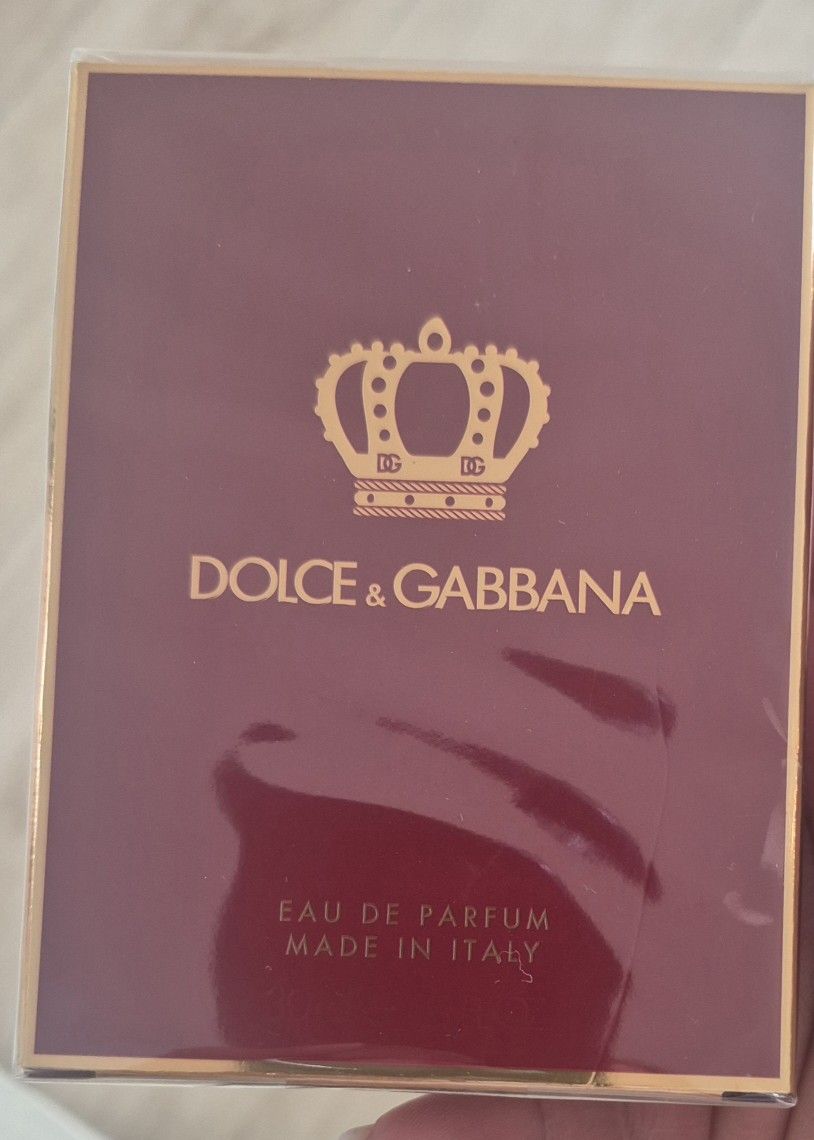 DG DG
DOLCE & GABBANA
EAU DE PARFUM
MADE IN ITALY